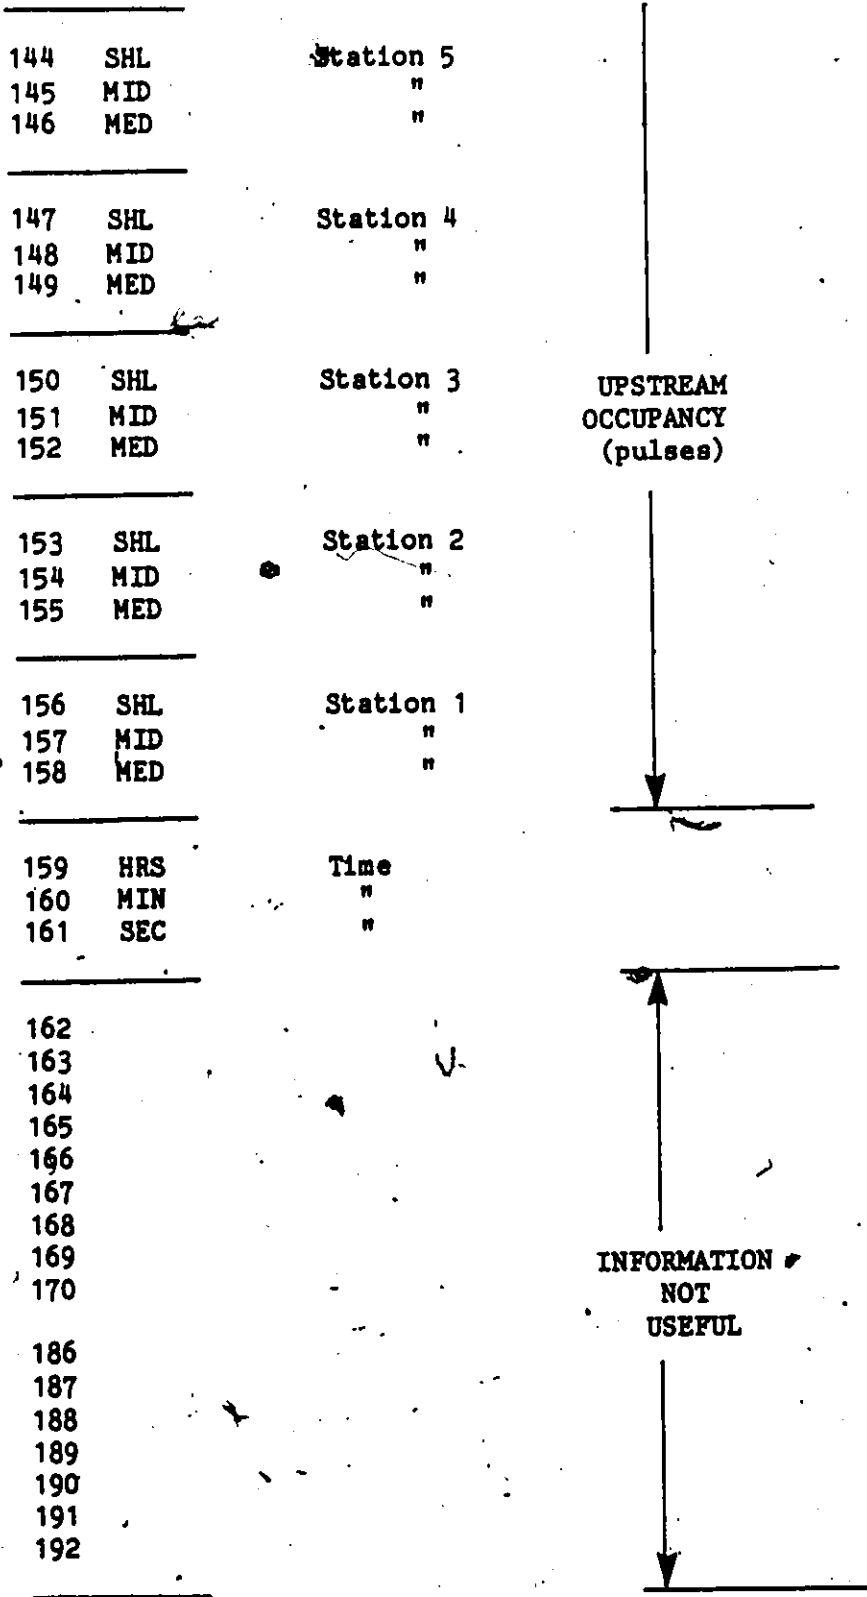 144 SHL Station 5
145 MID "
146 MED "
147 SHL Station 4
148 MID "
149 MED "
150 SHL Station 3
151 MID "
152 MED "
UPSTREAM
OCCUPANCY
(pulses)
153 SHL Station 2
154 MID "
155 MED "
156 SHL Station 1
157 MID "
158 MED "
159 HRS Time
160 MIN "
161 SEC "
162
163
164
165
166
167
168
169
170
INFORMATION
NOT
USEFUL
186
187
188
189
190
191
192